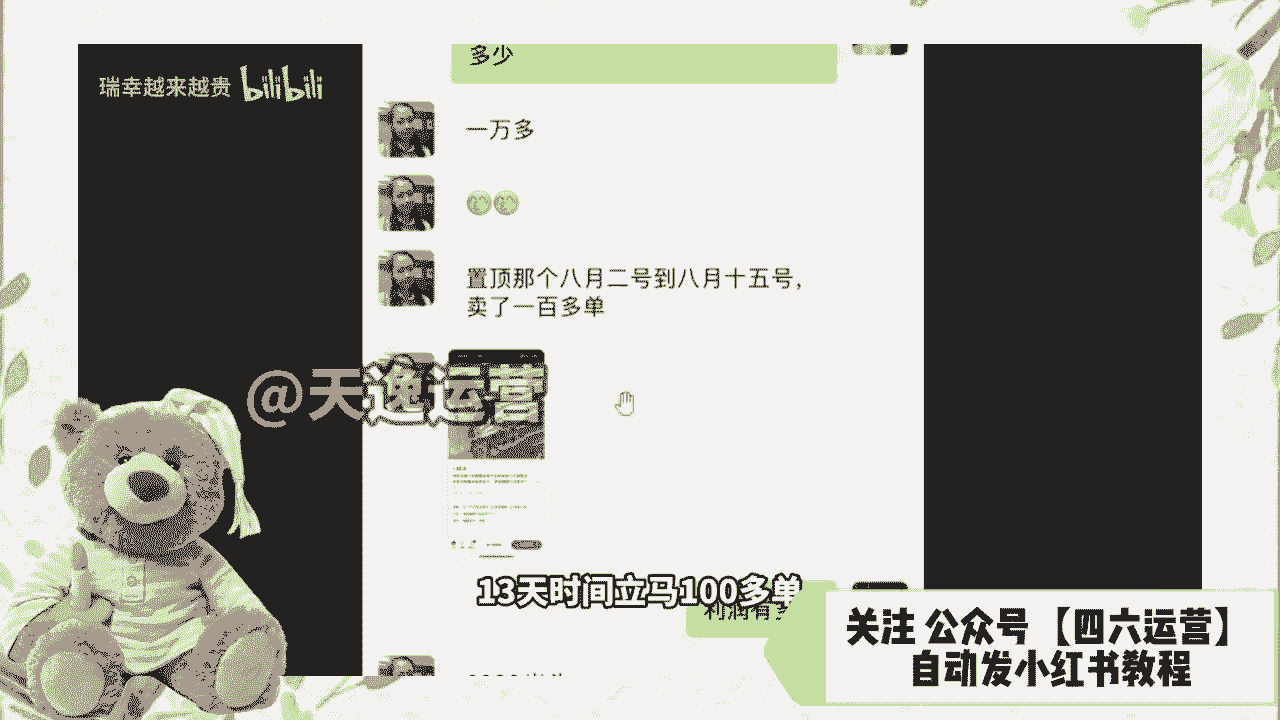 多少
瑞幸越来越贵 bilibili
一万多
置顶那个八月二号到八月十五号，
卖了一百多单
@天逸运营
13天时间立马100多单
利润有
关注 公众号 【四六运营】
自动发小红书教程